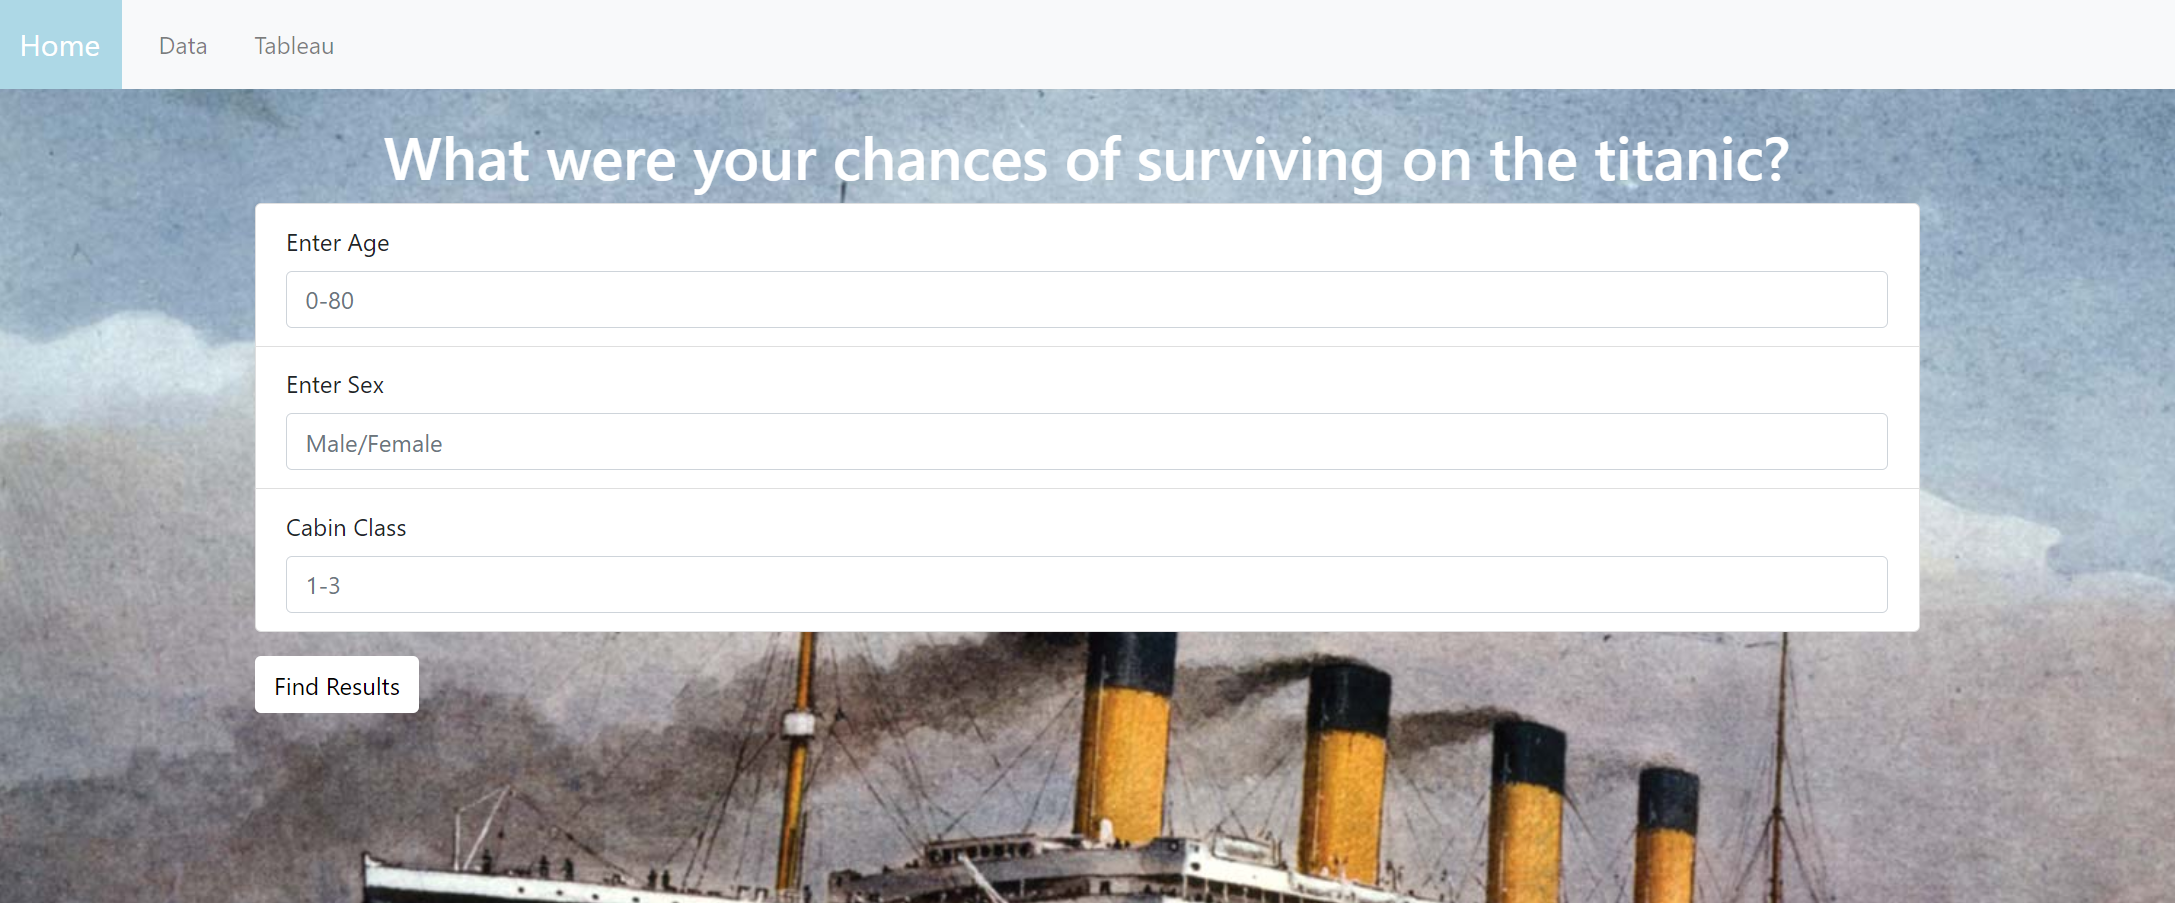 Home Data Tableau
What were your chances of surviving on the titanic?
Enter Age
0-80
Enter Sex
Male/Female
Cabin Class
1-3
Find Results